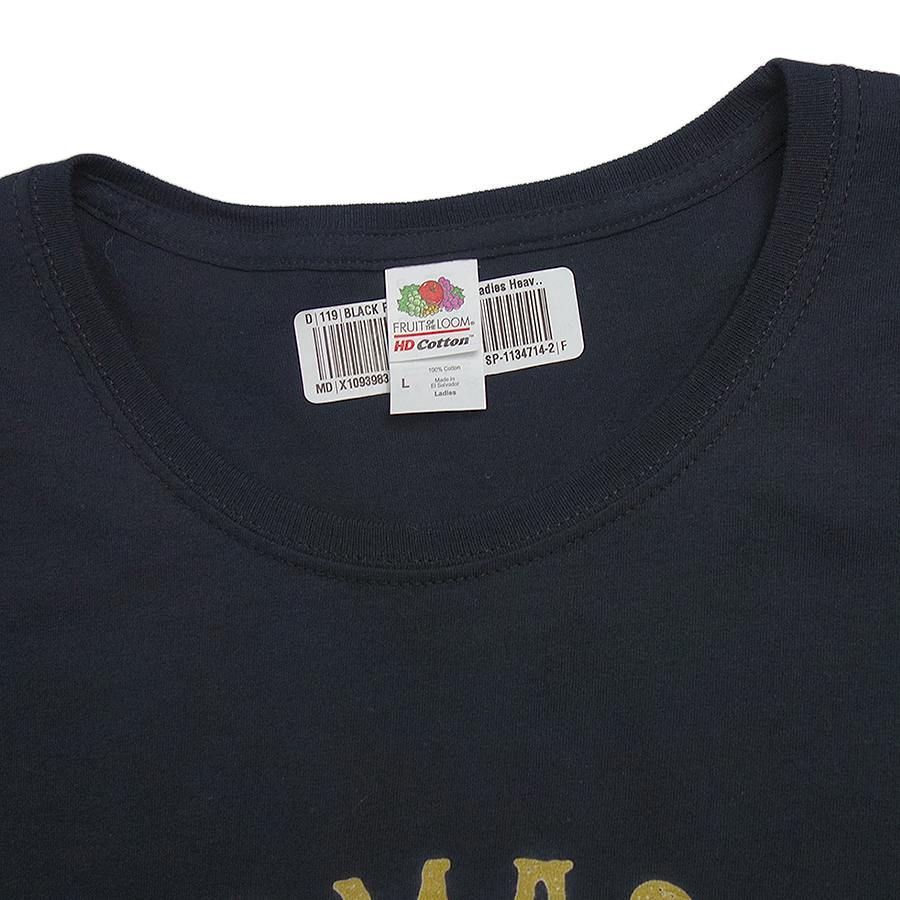 D|119|BLACK
adies Heav..
FRUIT OF THE LOOM®
HD Cotton™
MD|X1093983
SP-1134714-2|F
100% Cotton
L
Made in
El Salvador
Ladies